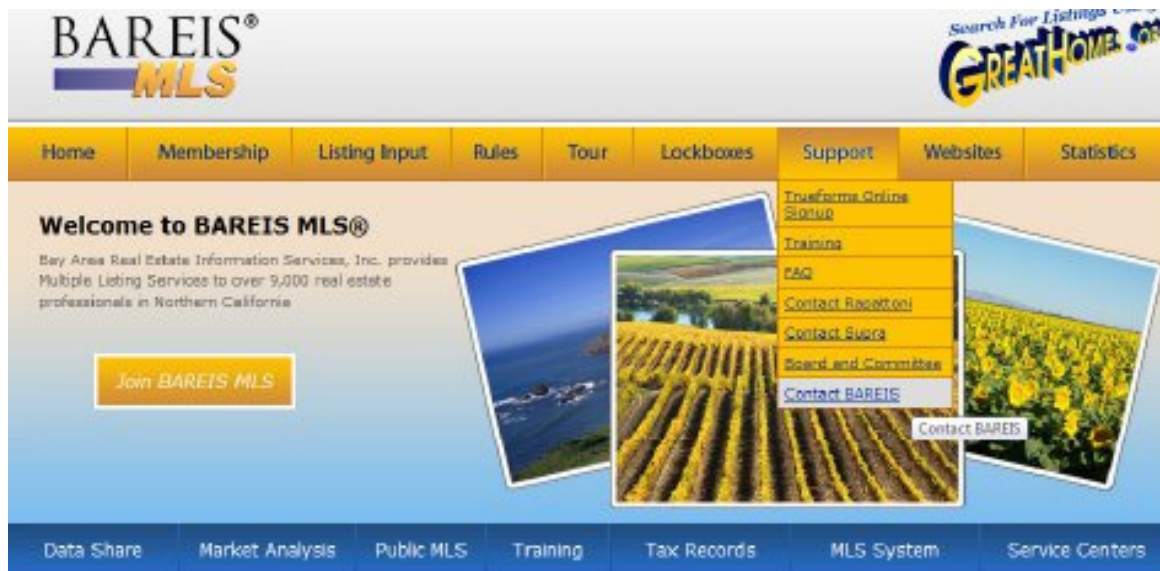 BAREIS®
MLS
Search For Listings
GREATHOMES
Home Membership Listing Input Rules Tour Lockboxes Support Websites Statistics
Welcome to BAREIS MLS®
Bay Area Real Estate Information Services, Inc. provides
Multiple Listing Services to over 9,000 real estate
professionals in Northern California
Join BAREIS MLS
Trueforms Online
Signup
Training
FAQ
Contact Rapattoni
Contact Supra
Board and Committee
Contact BAREIS
Contact BAREIS
Data Share Market Analysis Public MLS Training Tax Records MLS System Service Centers